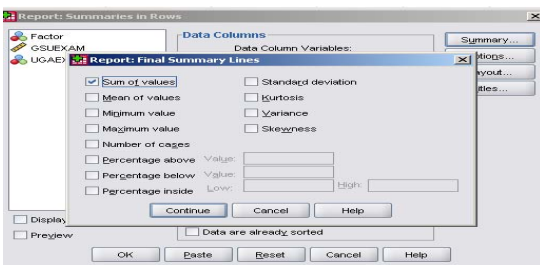 Report: Summaries in Rows
Factor
GSUEXAM
Data Columns
Data Column Variables:
Summary...
Report: Final Summary Lines
Sum of values
Standard deviation
Mean of values
Kurtosis
Minimum value
Variance
Maximum value
Skewness
Number of cases
Percentage above Value:
Percentage below Value:
Percentage inside Low: High:
Continue Cancel Help
Display
Preview
Data are already sorted
OK Paste Reset Cancel Help